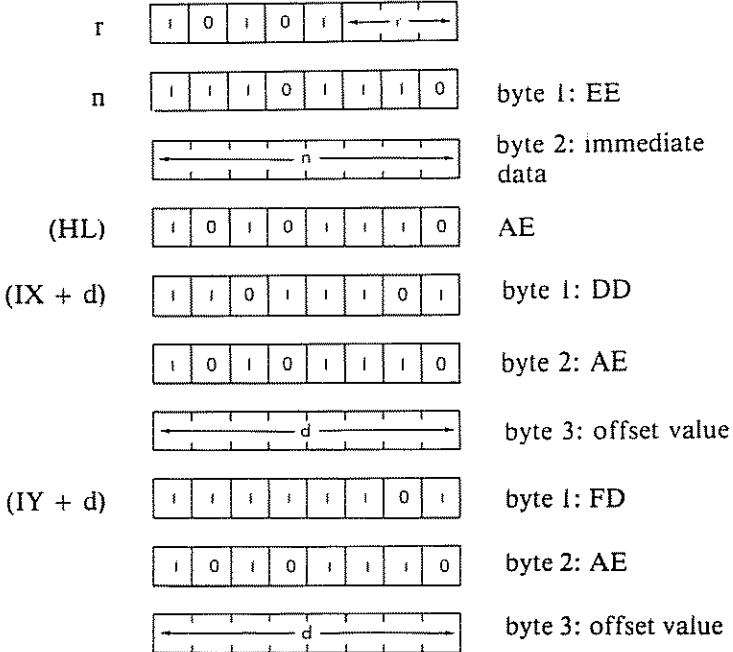 r 1 0 1 0 1 r
n 1 1 1 0 1 1 1 0 byte 1: EE
n byte 2: immediate
data
(HL) 1 0 1 0 1 1 1 0 AE
(IX + d) 1 1 0 1 1 1 0 1 byte 1: DD
1 0 1 0 1 1 1 0 byte 2: AE
d byte 3: offset value
(IY + d) 1 1 1 1 1 1 0 1 byte 1: FD
1 0 1 0 1 1 1 0 byte 2: AE
d byte 3: offset value